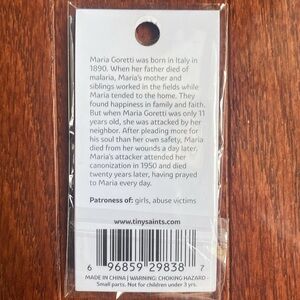 Maria Goretti was born in Italy in
1890. When her father died of
malaria, Maria's mother and
siblings worked in the fields while
Maria tended to the home. They
found happiness in family and faith.
But when Maria Goretti was only 11
years old, she was attacked by her
neighbor. After pleading more for
his soul than her own safety, Maria
died from her wounds a day later.
Maria's attacker attended her
canonization in 1950 and died
twenty years later, having prayed
to Maria every day.
Patroness of: girls, abuse victims
www.tinysaints.com
6 96859 29838 7
MADE IN CHINA | WARNING: CHOKING HAZARD -
Small parts. Not for children under 3 yrs.